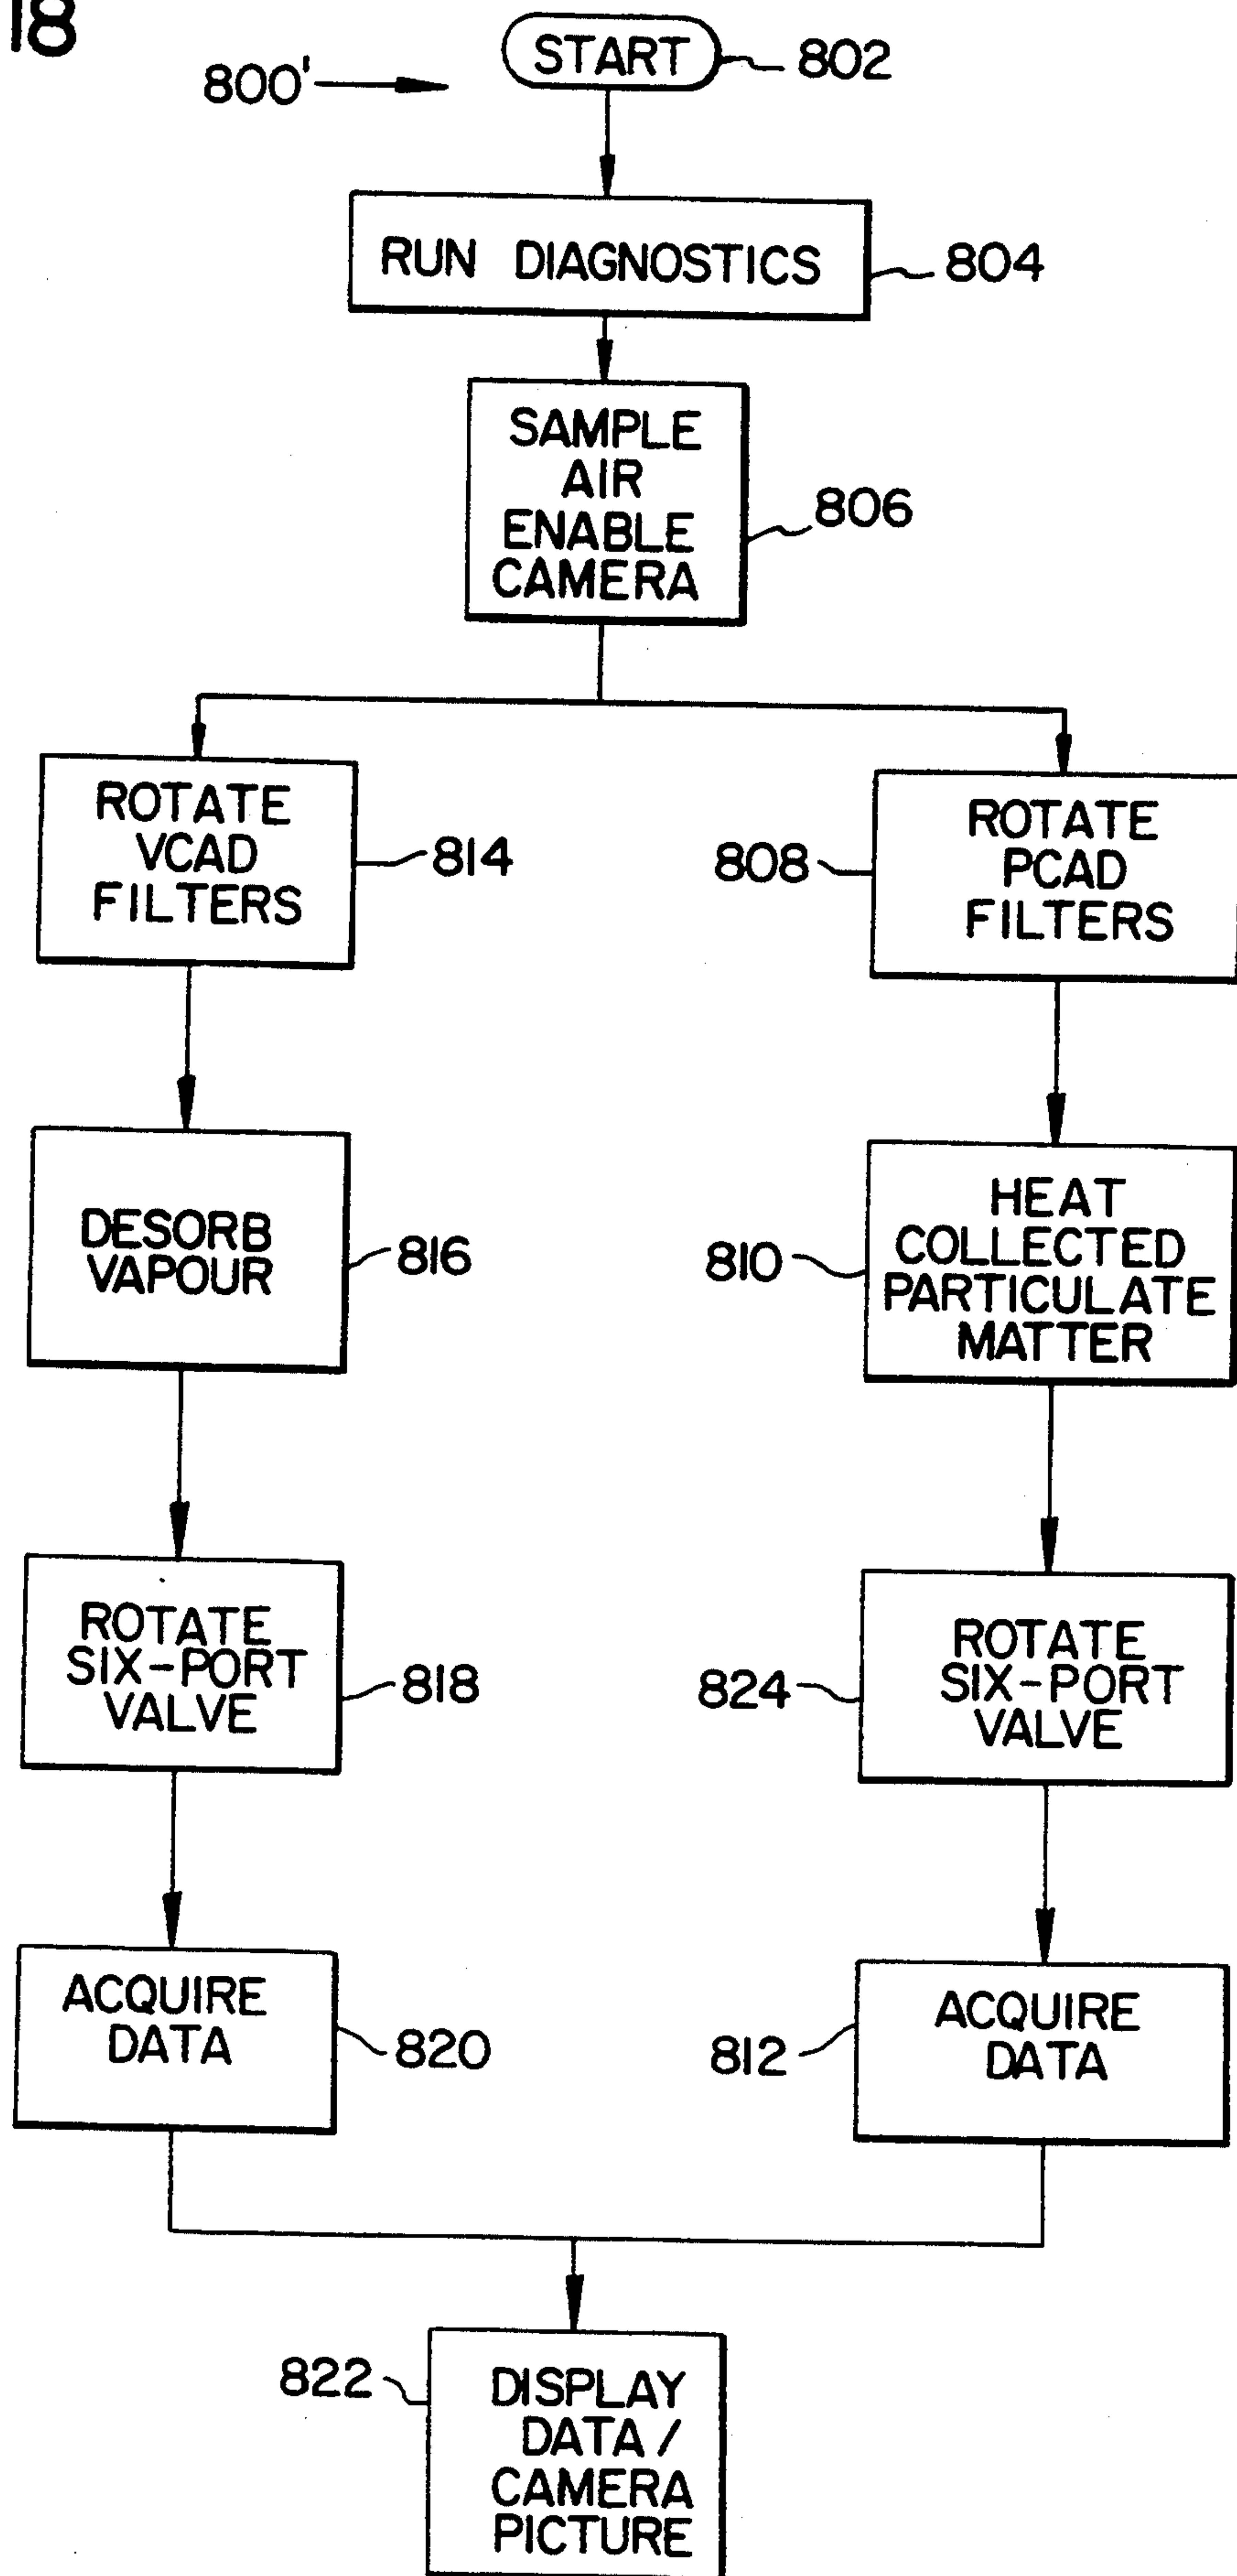 18
800'
START
802
RUN DIAGNOSTICS
804
SAMPLE
AIR
ENABLE
CAMERA
806
ROTATE
VCAD
FILTERS
814
808
ROTATE
PCAD
FILTERS
DESORB
VAPOUR
816
810
HEAT
COLLECTED
PARTICULATE
MATTER
ROTATE
SIX-PORT
VALVE
818
824
ROTATE
SIX-PORT
VALVE
ACQUIRE
DATA
820
812
ACQUIRE
DATA
822
DISPLAY
DATA /
CAMERA
PICTURE